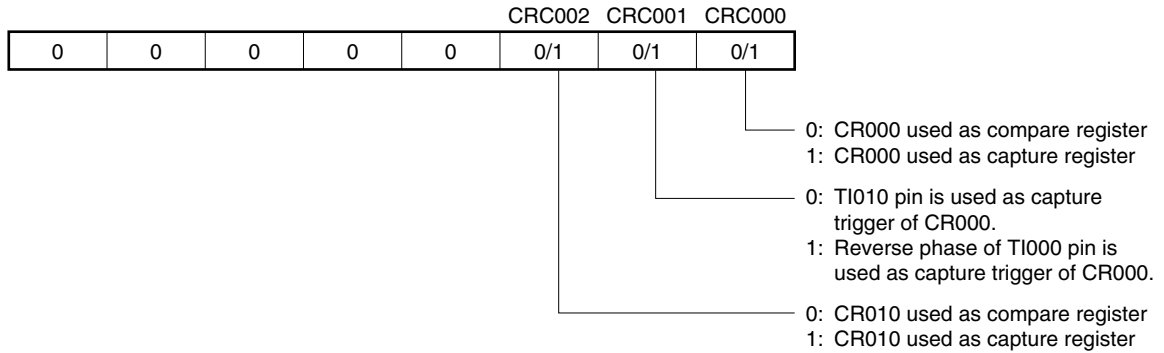 CRC002 CRC001 CRC000
0 0 0 0 0 0/1 0/1 0/1
0: CR000 used as compare register
1: CR000 used as capture register
0: TI010 pin is used as capture
trigger of CR000.
1: Reverse phase of TI000 pin is
used as capture trigger of CR000.
0: CR010 used as compare register
1: CR010 used as capture register